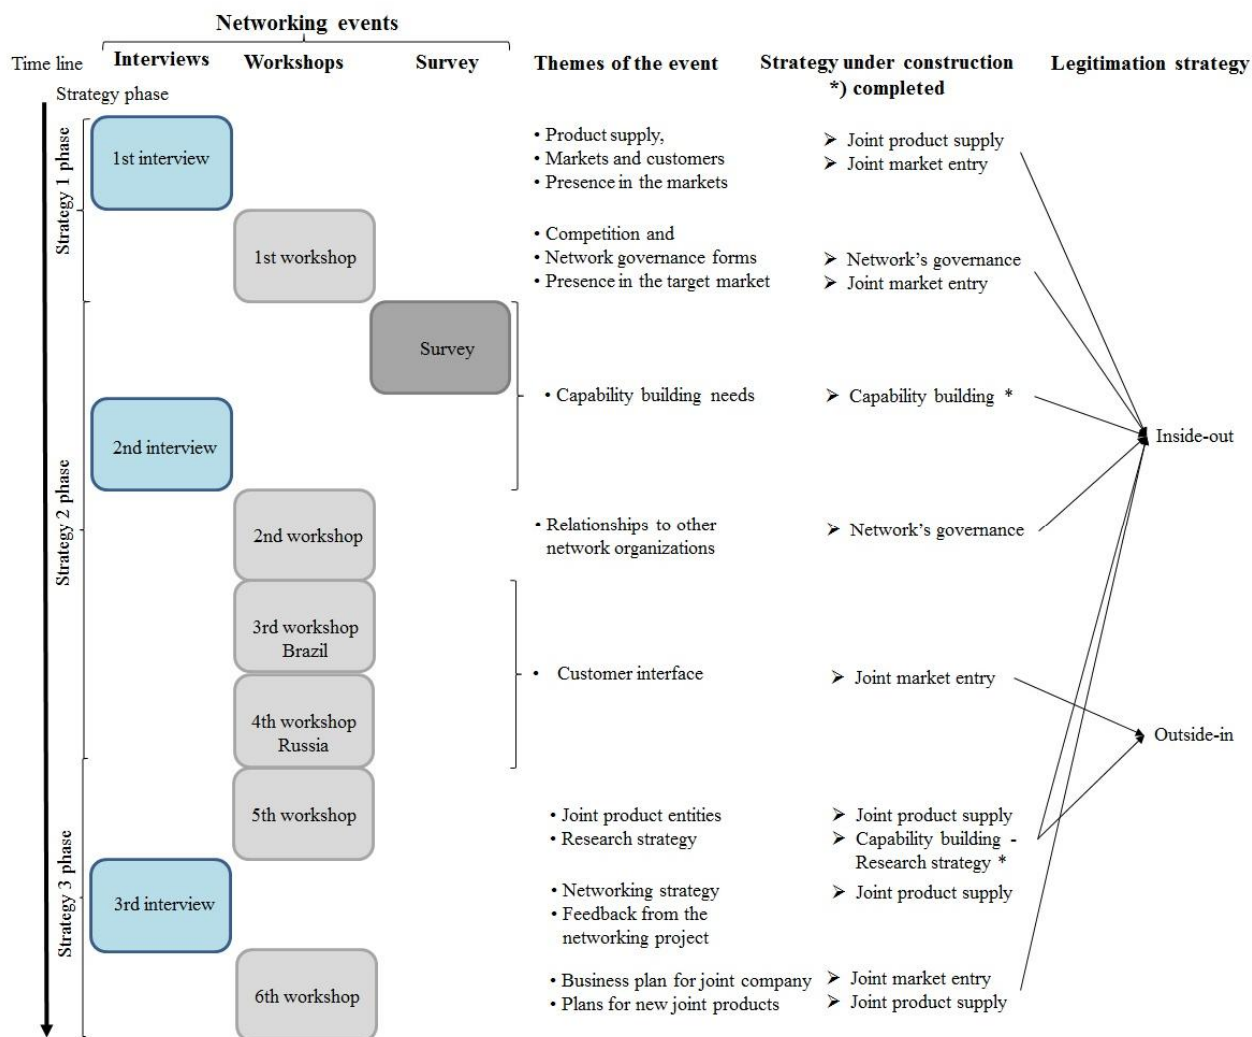 Networking events
Time line
Interviews
Workshops
Survey
Themes of the event
Strategy under construction
*) completed
Legitimation strategy
Strategy phase
Strategy 1 phase
1st interview
• Product supply,
• Markets and customers
• Presence in the markets
➢ Joint product supply
➢ Joint market entry
1st workshop
• Competition and
• Network governance forms
• Presence in the target market
➢ Network's governance
➢ Joint market entry
Survey
• Capability building needs
➢ Capability building *
Inside-out
2nd interview
Strategy 2 phase
2nd workshop
• Relationships to other
network organizations
➢ Network's governance
3rd workshop
Brazil
• Customer interface
➢ Joint market entry
4th workshop
Russia
Outside-in
5th workshop
• Joint product entities
• Research strategy
➢ Joint product supply
➢ Capability building -
Research strategy *
Strategy 3 phase
3rd interview
• Networking strategy
• Feedback from the
networking project
➢ Joint product supply
6th workshop
• Business plan for joint company
• Plans for new joint products
➢ Joint market entry
➢ Joint product supply